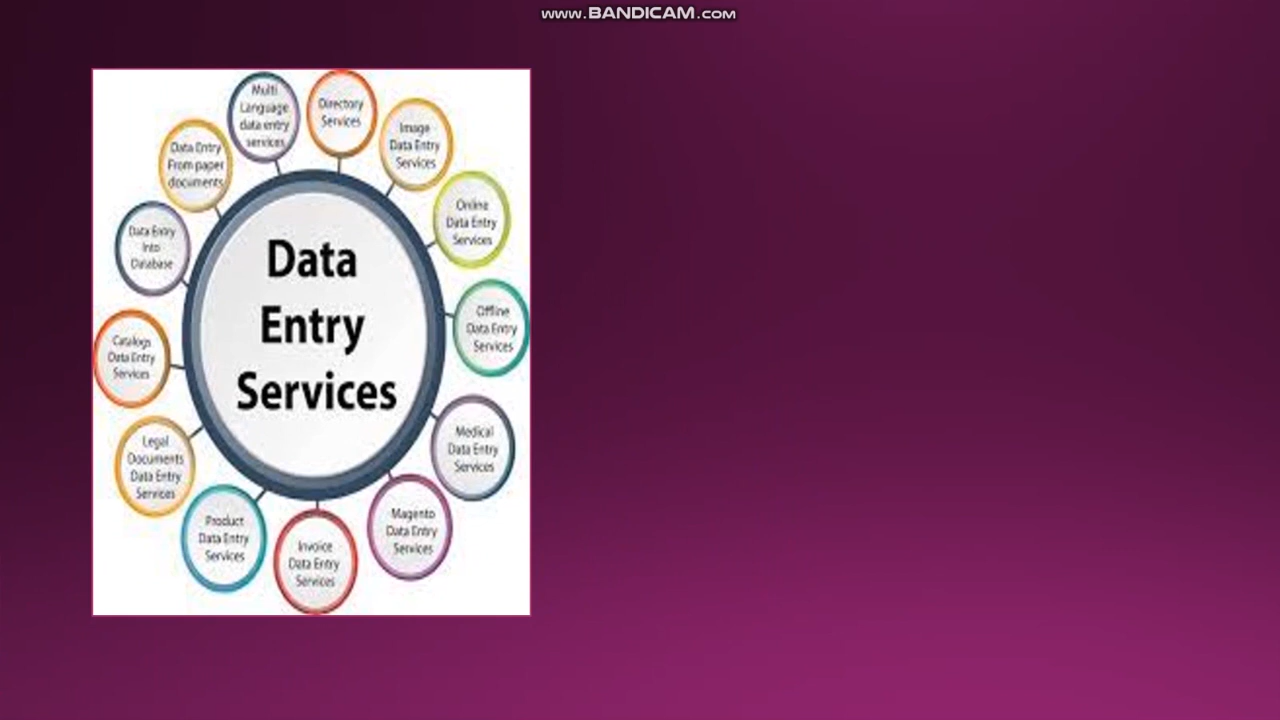 www.BANDICAM.com
Data
Entry
Services
Multi
Language
data entry
services
Directory
Services
Image
Data Entry
Services
Online
Data Entry
Services
Offline
Data Entry
Services
Medical
Data Entry
Services
Magento
Data Entry
Services
Invoice
Data Entry
Services
Product
Data Entry
Services
Legal
Documents
Data Entry
Services
Catalogs
Data Entry
Services
Data Entry
Into
Database
Data Entry
From paper
documents